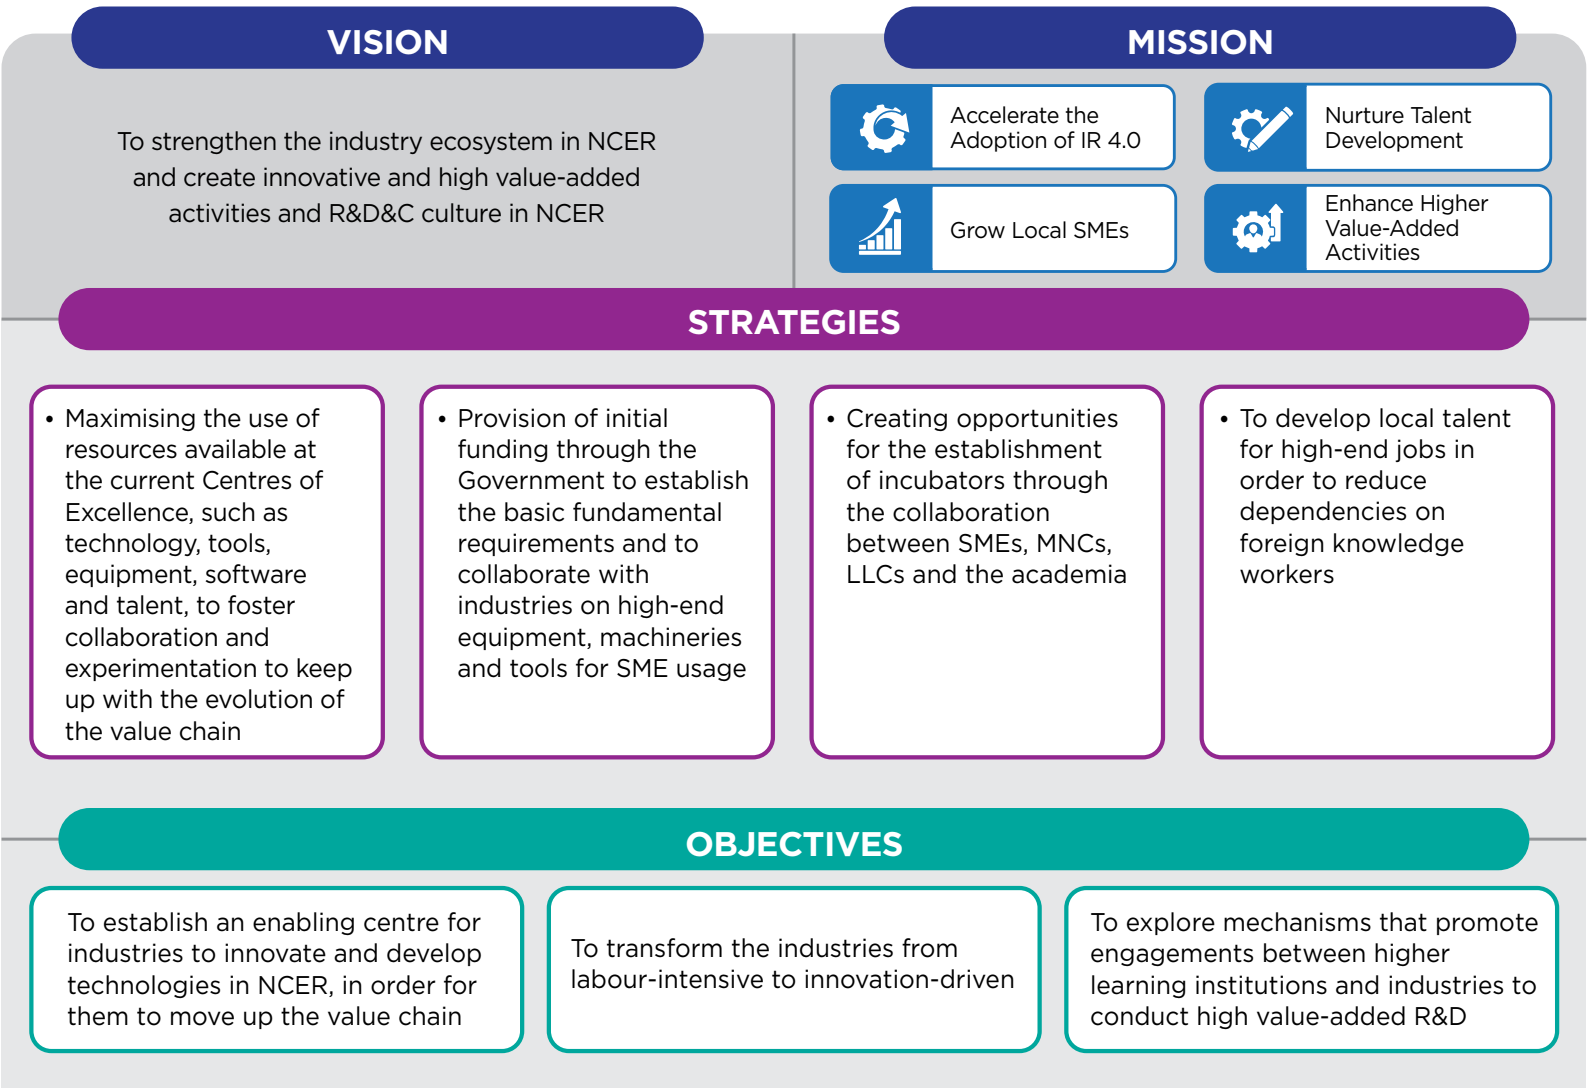 VISION
To strengthen the industry ecosystem in NCER
and create innovative and high value-added
activities and R&D&C culture in NCER
MISSION
Accelerate the
Adoption of IR 4.0
Nurture Talent
Development
Grow Local SMEs
Enhance Higher
Value-Added
Activities
STRATEGIES
• Maximising the use of
resources available at
the current Centres of
Excellence, such as
technology, tools,
equipment, software
and talent, to foster
collaboration and
experimentation to keep
up with the evolution of
the value chain
• Provision of initial
funding through the
Government to establish
the basic fundamental
requirements and to
collaborate with
industries on high-end
equipment, machineries
and tools for SME usage
• Creating opportunities
for the establishment
of incubators through
the collaboration
between SMEs, MNCs,
LLCs and the academia
• To develop local talent
for high-end jobs in
order to reduce
dependencies on
foreign knowledge
workers
OBJECTIVES
To establish an enabling centre for
industries to innovate and develop
technologies in NCER, in order for
them to move up the value chain
To transform the industries from
labour-intensive to innovation-driven
To explore mechanisms that promote
engagements between higher
learning institutions and industries to
conduct high value-added R&D